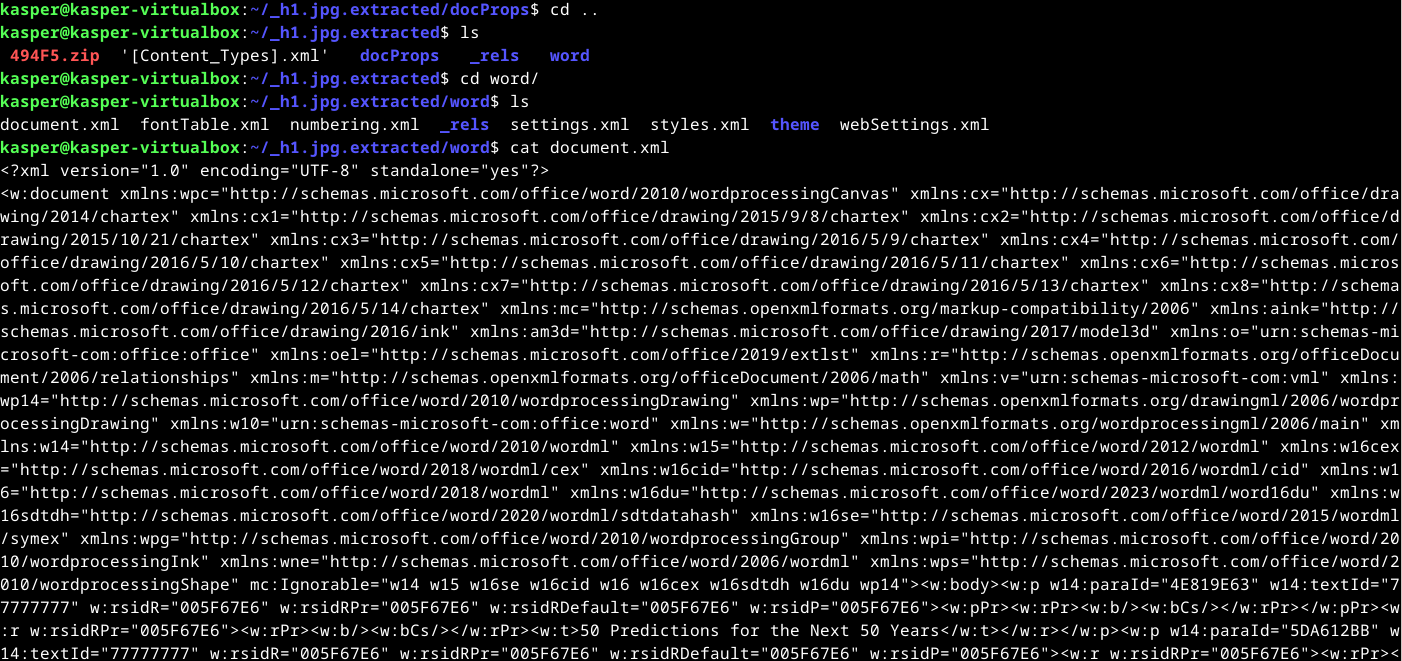 kasper@kasper-virtualbox:~/_h1.jpg.extracted/docProps$ cd ..
kasper@kasper-virtualbox:~/_h1.jpg.extracted$ ls
 494F5.zip  '[Content_Types].xml'   docProps   _rels   word
kasper@kasper-virtualbox:~/_h1.jpg.extracted$ cd word/
kasper@kasper-virtualbox:~/_h1.jpg.extracted/word$ ls
document.xml  fontTable.xml  numbering.xml  _rels  settings.xml  styles.xml  theme  webSettings.xml
kasper@kasper-virtualbox:~/_h1.jpg.extracted/word$ cat document.xml
<?xml version="1.0" encoding="UTF-8" standalone="yes"?>
<w:document xmlns:wpc="http://schemas.microsoft.com/office/word/2010/wordprocessingCanvas" xmlns:cx="http://schemas.microsoft.com/office/dra
wing/2014/chartex" xmlns:cx1="http://schemas.microsoft.com/office/drawing/2015/9/8/chartex" xmlns:cx2="http://schemas.microsoft.com/office/d
rawing/2015/10/21/chartex" xmlns:cx3="http://schemas.microsoft.com/office/drawing/2016/5/9/chartex" xmlns:cx4="http://schemas.microsoft.com/
office/drawing/2016/5/10/chartex" xmlns:cx5="http://schemas.microsoft.com/office/drawing/2016/5/11/chartex" xmlns:cx6="http://schemas.micros
oft.com/office/drawing/2016/5/12/chartex" xmlns:cx7="http://schemas.microsoft.com/office/drawing/2016/5/13/chartex" xmlns:cx8="http://schema
s.microsoft.com/office/drawing/2016/5/14/chartex" xmlns:mc="http://schemas.openxmlformats.org/markup-compatibility/2006" xmlns:aink="http://
schemas.microsoft.com/office/drawing/2016/ink" xmlns:am3d="http://schemas.microsoft.com/office/drawing/2017/model3d" xmlns:o="urn:schemas-mi
crosoft-com:office:office" xmlns:oel="http://schemas.microsoft.com/office/2019/extlst" xmlns:r="http://schemas.openxmlformats.org/officeDocu
ment/2006/relationships" xmlns:m="http://schemas.openxmlformats.org/officeDocument/2006/math" xmlns:v="urn:schemas-microsoft-com:vml" xmlns:
wp14="http://schemas.microsoft.com/office/word/2010/wordprocessingDrawing" xmlns:wp="http://schemas.openxmlformats.org/drawingml/2006/wordpr
ocessingDrawing" xmlns:w10="urn:schemas-microsoft-com:office:word" xmlns:w="http://schemas.openxmlformats.org/wordprocessingml/2006/main" xm
lns:w14="http://schemas.microsoft.com/office/word/2010/wordml" xmlns:w15="http://schemas.microsoft.com/office/word/2012/wordml" xmlns:w16cex
="http://schemas.microsoft.com/office/word/2018/wordml/cex" xmlns:w16cid="http://schemas.microsoft.com/office/word/2016/wordml/cid" xmlns:w1
6="http://schemas.microsoft.com/office/word/2018/wordml" xmlns:w16du="http://schemas.microsoft.com/office/word/2023/wordml/word16du" xmlns:w
16sdtdh="http://schemas.microsoft.com/office/word/2020/wordml/sdtdatahash" xmlns:w16se="http://schemas.microsoft.com/office/word/2015/wordml
/symex" xmlns:wpg="http://schemas.microsoft.com/office/word/2010/wordprocessingGroup" xmlns:wpi="http://schemas.microsoft.com/office/word/20
10/wordprocessingInk" xmlns:wne="http://schemas.microsoft.com/office/word/2006/wordml" xmlns:wps="http://schemas.microsoft.com/office/word/2
010/wordprocessingShape" mc:Ignorable="w14 w15 w16se w16cid w16 w16cex w16sdtdh w16du wp14"><w:body><w:p w14:paraId="4E819E63" w14:textId="7
7777777" w:rsidR="005F67E6" w:rsidRPr="005F67E6" w:rsidRDefault="005F67E6" w:rsidP="005F67E6"><w:pPr><w:rPr><w:b/><w:bCs/></w:rPr></w:pPr><w
:r w:rsidRPr="005F67E6"><w:rPr><w:b/><w:bCs/></w:rPr><w:t>50 Predictions for the Next 50 Years</w:t></w:r></w:p><w:p w14:paraId="5DA612BB" w
14:textId="77777777" w:rsidR="005F67E6" w:rsidRPr="005F67E6" w:rsidRDefault="005F67E6" w:rsidP="005F67E6"><w:r w:rsidRPr="005F67E6"><w:rPr><